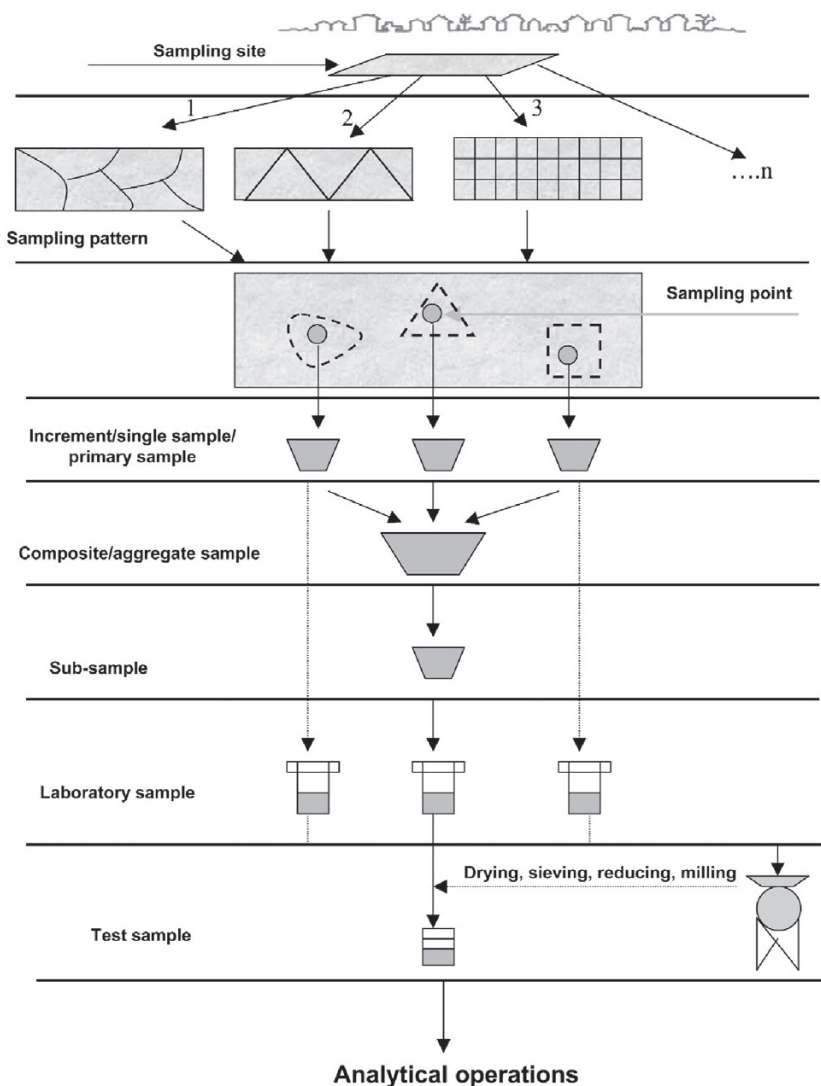 Sampling site
1
2
3
....n
Sampling pattern
Sampling point
Increment/single sample/
primary sample
Composite/aggregate sample
Sub-sample
Laboratory sample
Drying, sieving, reducing, milling
Test sample
Analytical operations